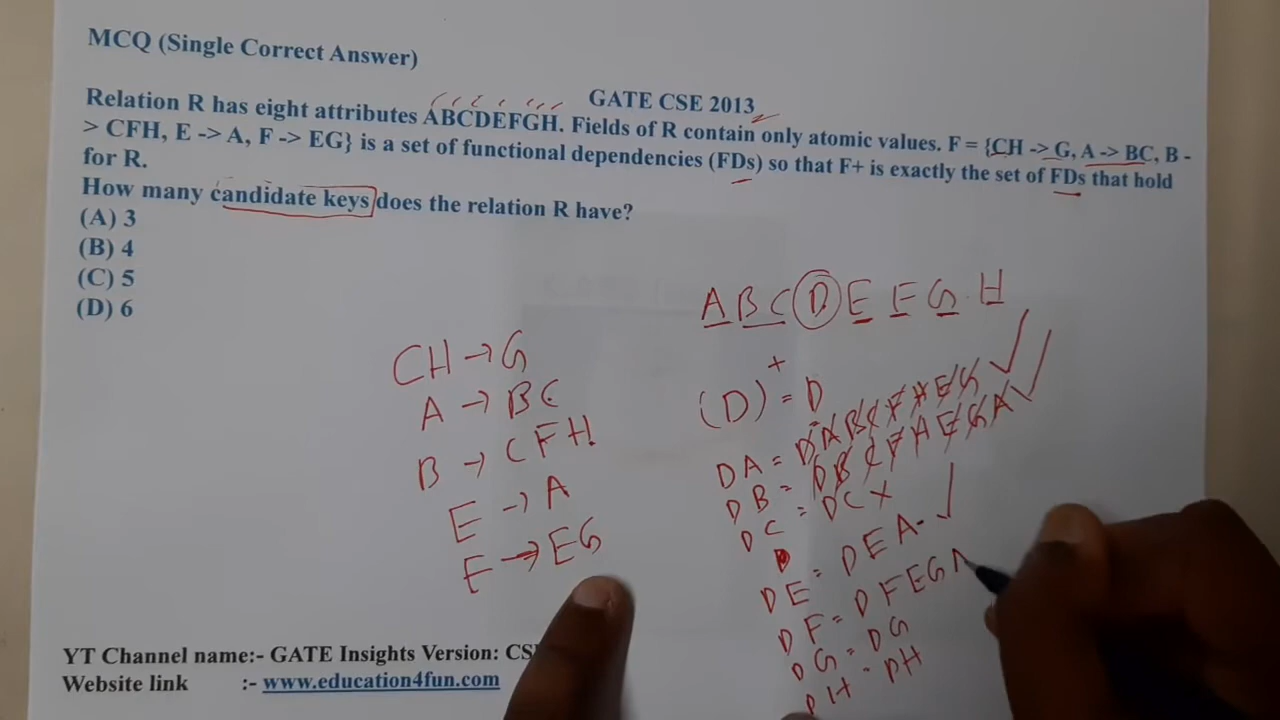 MCQ (Single Correct Answer)
GATE CSE 2013
Relation R has eight attributes ABCDEFGH. Fields of R contain only atomic values. F = {CH -> G, A -> BC, B -
> CFH, E -> A, F -> EG} is a set of functional dependencies (FDs) so that F+ is exactly the set of FDs that hold
for R.
How many candidate keys does the relation R have?
(A) 3
(B) 4
(C) 5
(D) 6
A B C D E F G H
CH → G
A → BC
B → CFH
E → A
F → EG
(D)+ = D
DA = DABCFHEG
DB = DBCFHEGA
DC = DC X
D
DE = DEA
DF = DFEGA
DG = DG
DH = DH
YT Channel name:- GATE Insights Version: CS
Website link :- www.education4fun.com